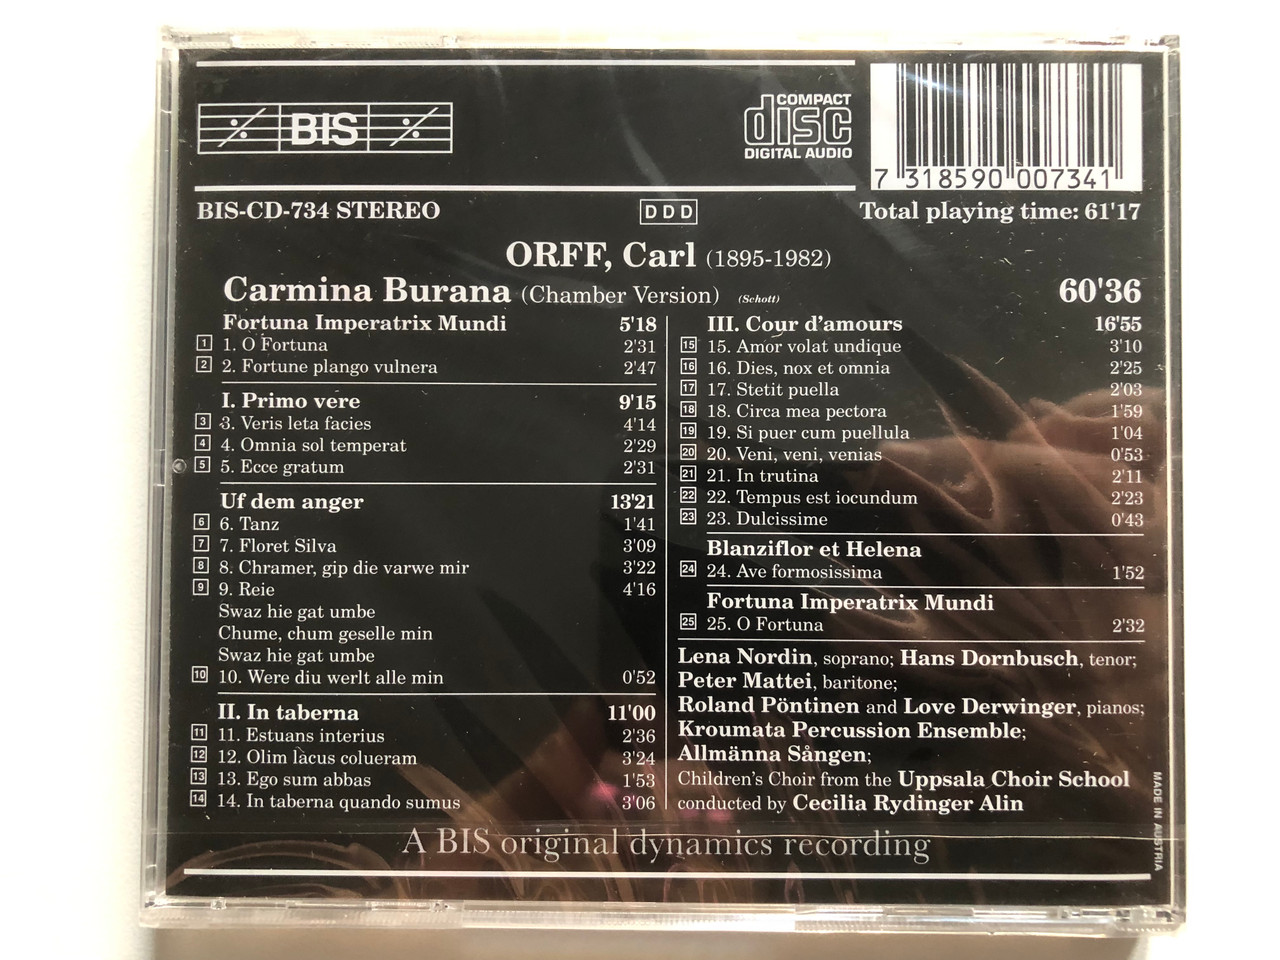 BIS
COMPACT
disc
DIGITAL AUDIO
7 318590 007341
BIS-CD-734 STEREO
DDD
Total playing time: 61'17
ORFF, Carl (1895-1982)
Carmina Burana (Chamber Version) (Schott) 60'36
Fortuna Imperatrix Mundi 5'18
1 1. O Fortuna 2'31
2 2. Fortune plango vulnera 2'47
I. Primo vere 9'15
3 3. Veris leta facies 4'14
4 4. Omnia sol temperat 2'29
5 5. Ecce gratum 2'31
Uf dem anger 13'21
6 6. Tanz 1'41
7 7. Floret Silva 3'09
8 8. Chramer, gip die varwe mir 3'22
9 9. Reie 4'16
Swaz hie gat umbe
Chume, chum geselle min
Swaz hie gat umbe
10 10. Were diu werlt alle min 0'52
II. In taberna 11'00
11 11. Estuans interius 2'36
12 12. Olim lacus colueram 3'24
13 13. Ego sum abbas 1'53
14 14. In taberna quando sumus 3'06
III. Cour d'amours 16'55
15 15. Amor volat undique 3'10
16 16. Dies, nox et omnia 2'25
17 17. Stetit puella 2'03
18 18. Circa mea pectora 1'59
19 19. Si puer cum puellula 1'04
20 20. Veni, veni, venias 0'53
21 21. In trutina 2'11
22 22. Tempus est iocundum 2'23
23 23. Dulcissime 0'43
Blanziflor et Helena
24 24. Ave formosissima 1'52
Fortuna Imperatrix Mundi
25 25. O Fortuna 2'32
Lena Nordin, soprano; Hans Dornbusch, tenor;
Peter Mattei, baritone;
Roland Pöntinen and Love Derwinger, pianos;
Kroumata Percussion Ensemble;
Allmänna Sången;
Children's Choir from the Uppsala Choir School
conducted by Cecilia Rydinger Alin
MADE IN AUSTRIA
A BIS original dynamics recording